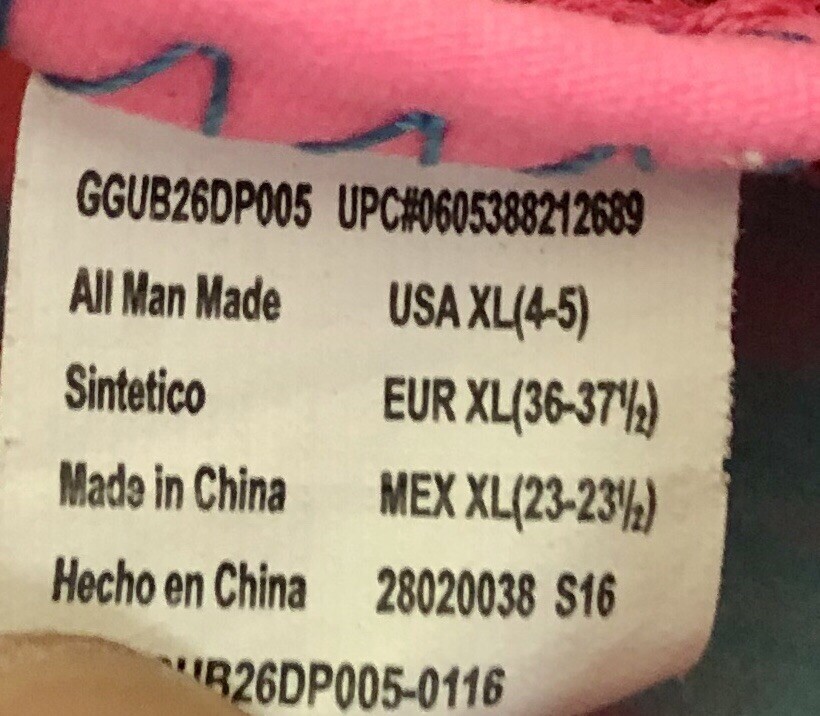 GGUB26DP005 UPC#0605388212689
All Man Made USA XL(4-5)
Sintetico EUR XL(36-37½)
Made in China MEX XL(23-23½)
Hecho en China 28020038 S16
UB26DP005-0116